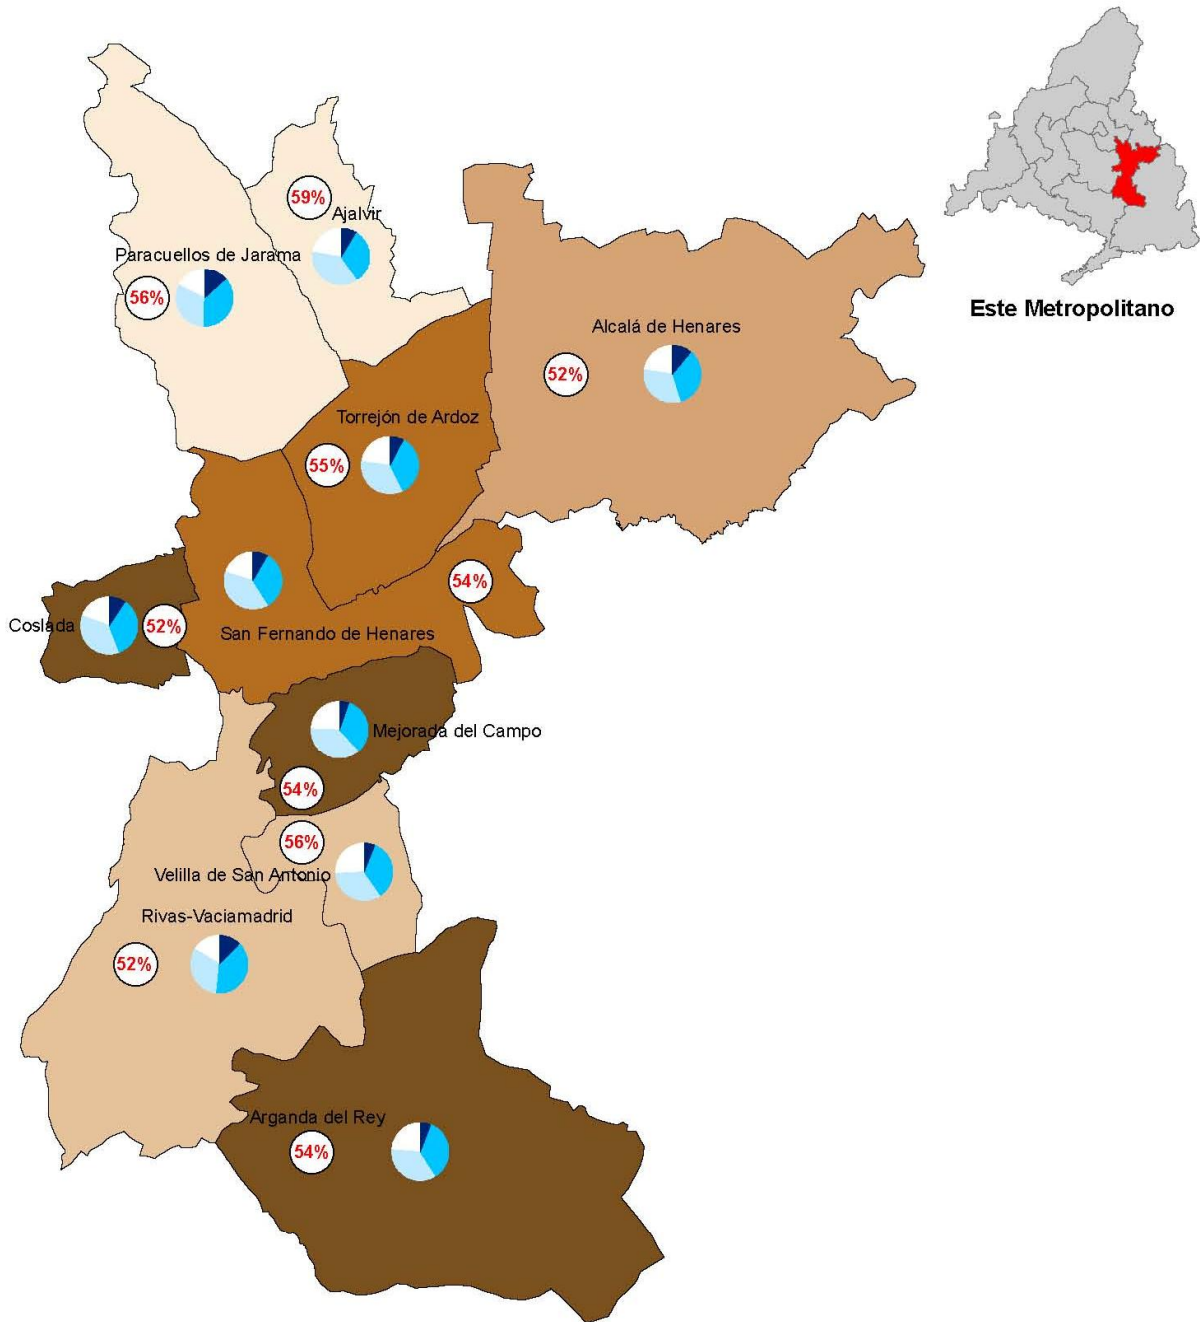 59%
Ajalvir
Paracuellos de Jarama
56%
Este Metropolitano
Alcalá de Henares
52%
Torrejón de Ardoz
55%
54%
Coslada
52%
San Fernando de Henares
Mejorada del Campo
54%
56%
Velilla de San Antonio
Rivas-Vaciamadrid
52%
Arganda del Rey
54%